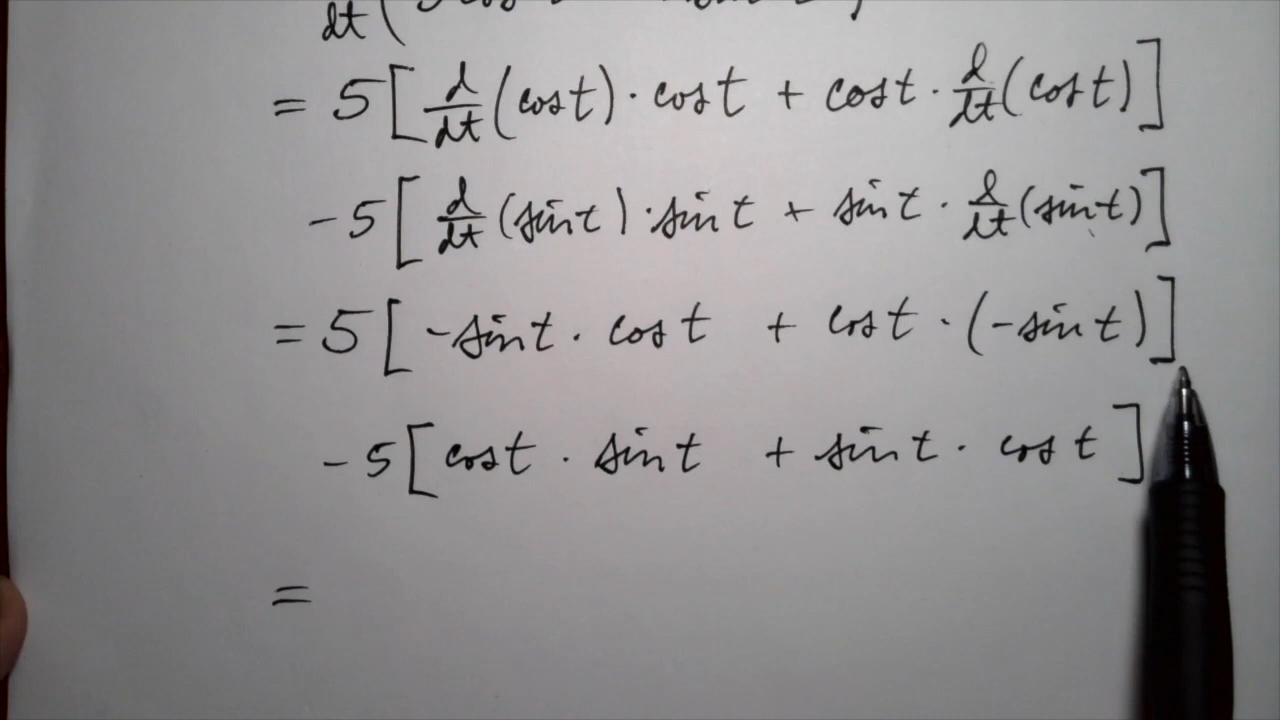 dt (
= 5 [ d/dt (cos t) · cos t + cos t · d/dt (cos t) ]
- 5 [ d/dt (sin t) · sin t + sin t · d/dt (sin t) ]
= 5 [ - sin t · cos t + cos t · (- sin t) ]
- 5 [ cos t · sin t + sin t · cos t ]
=